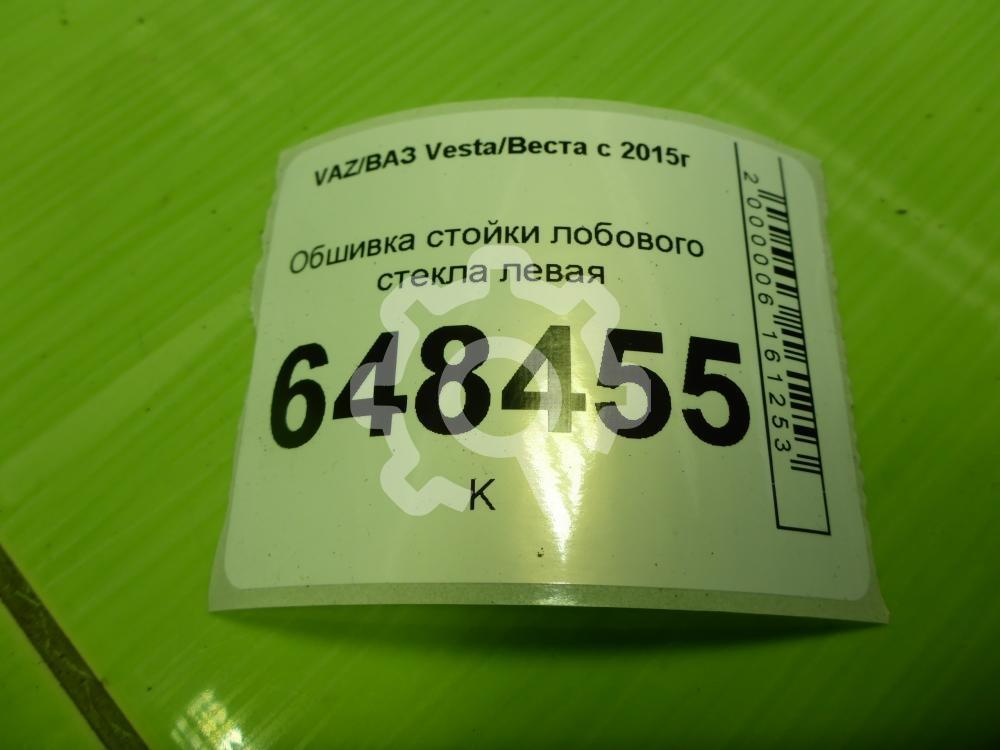 VAZ/ВАЗ Vesta/Веста с 2015г
Обшивка стойки лобового
стекла левая
648455
К
2000006161253